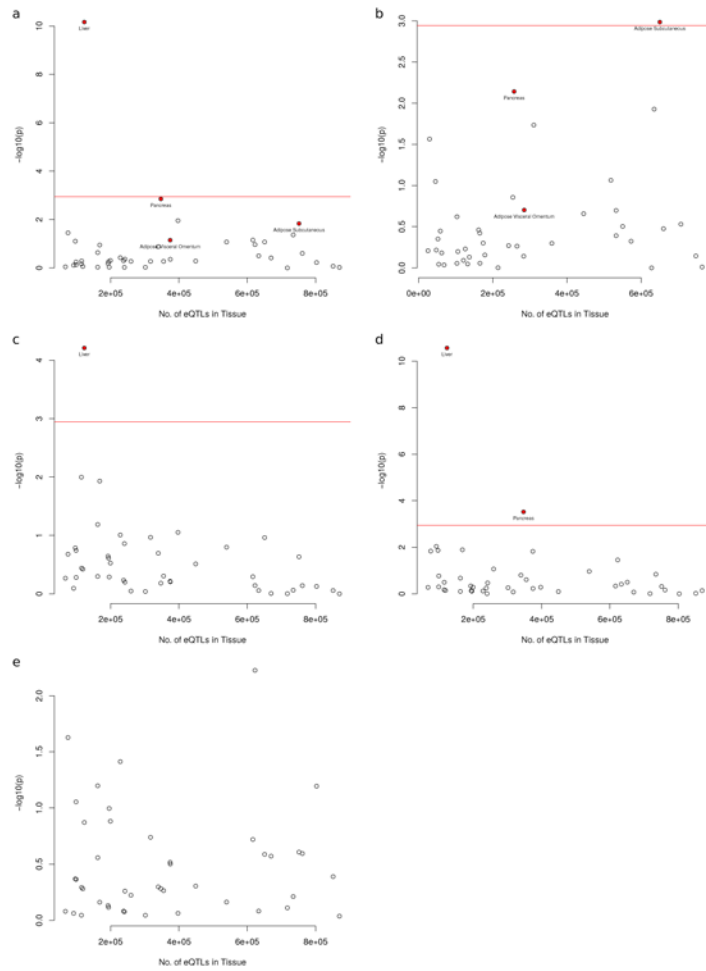 a
10
8
6
4
2
0
-log10(p)
Liver
Pancreas
Adipose Visceral Omentum
Adipose Subcutaneous
2e+05
4e+05
6e+05
8e+05
No. of eQTLs in Tissue
b
3.0
2.5
2.0
1.5
1.0
0.5
0.0
-log10(p)
Adipose Subcutaneous
Pancreas
Adipose Visceral Omentum
0e+00
2e+05
4e+05
6e+05
No. of eQTLs in Tissue
c
4
3
2
1
0
-log10(p)
Liver
2e+05
4e+05
6e+05
8e+05
No. of eQTLs in Tissue
d
10
8
6
4
2
0
-log10(p)
Liver
Pancreas
2e+05
4e+05
6e+05
8e+05
No. of eQTLs in Tissue
e
2.0
1.5
1.0
0.5
0.0
-log10(p)
2e+05
4e+05
6e+05
8e+05
No. of eQTLs in Tissue